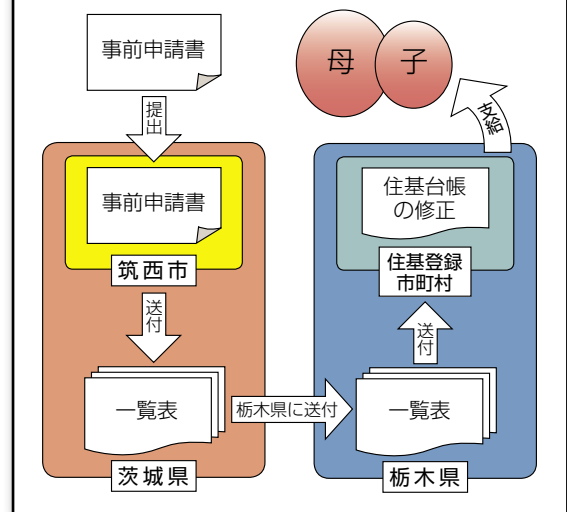 事前申請書
提出
事前申請書
筑西市
送付
一覧表
茨城県
栃木県に送付
母
子
支給
住基台帳
の修正
住基登録
市町村
送付
一覧表
栃木県